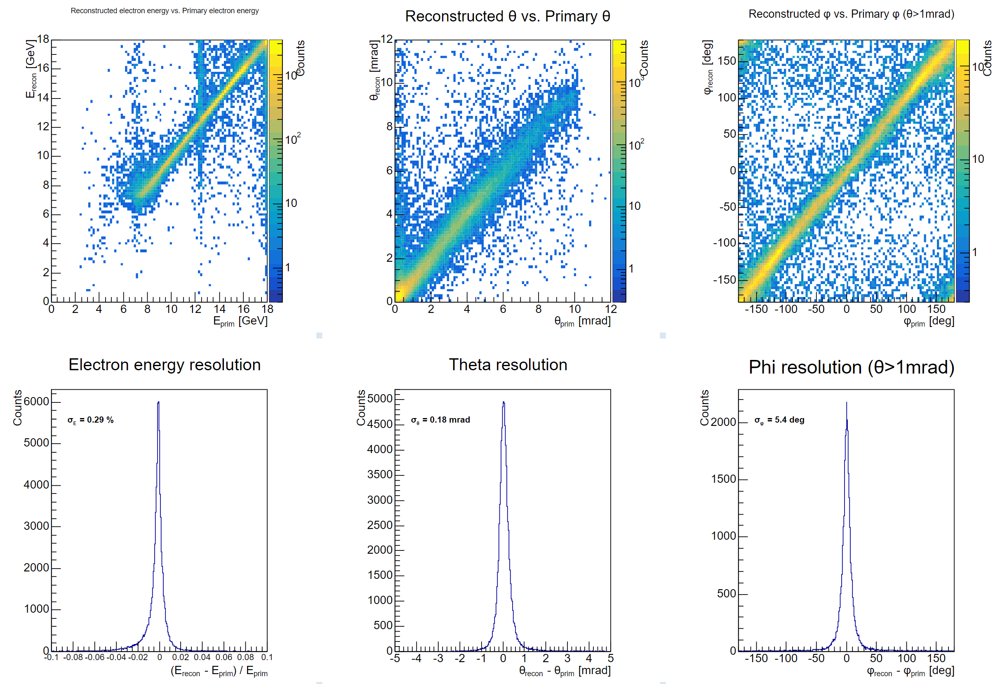 Reconstructed electron energy vs. Primary electron energy
E_recon [GeV]
18
16
14
12
10
8
6
4
2
0
0 2 4 6 8 10 12 14 16 18
E_prim [GeV]
Counts
10^3
10^2
10
1
Reconstructed θ vs. Primary θ
θ_recon [mrad]
12
10
8
6
4
2
0
0 2 4 6 8 10 12
θ_prim [mrad]
Counts
10^3
10^2
10
1
Reconstructed φ vs. Primary φ (θ>1mrad)
φ_recon [deg]
150
100
50
0
-50
-100
-150
-150 -100 -50 0 50 100 150
φ_prim [deg]
Counts
10^2
10
1
Electron energy resolution
Counts
6000
5000
4000
3000
2000
1000
0
σ_E = 0.29 %
-0.1 -0.08 -0.06 -0.04 -0.02 0 0.02 0.04 0.06 0.08 0.1
(E_recon - E_prim) / E_prim
Theta resolution
Counts
5000
4500
4000
3500
3000
2500
2000
1500
1000
500
0
σ_θ = 0.18 mrad
-5 -4 -3 -2 -1 0 1 2 3 4 5
θ_recon - θ_prim [mrad]
Phi resolution (θ>1mrad)
Counts
2000
1500
1000
500
0
σ_φ = 5.4 deg
-150 -100 -50 0 50 100 150
φ_recon - φ_prim [deg]